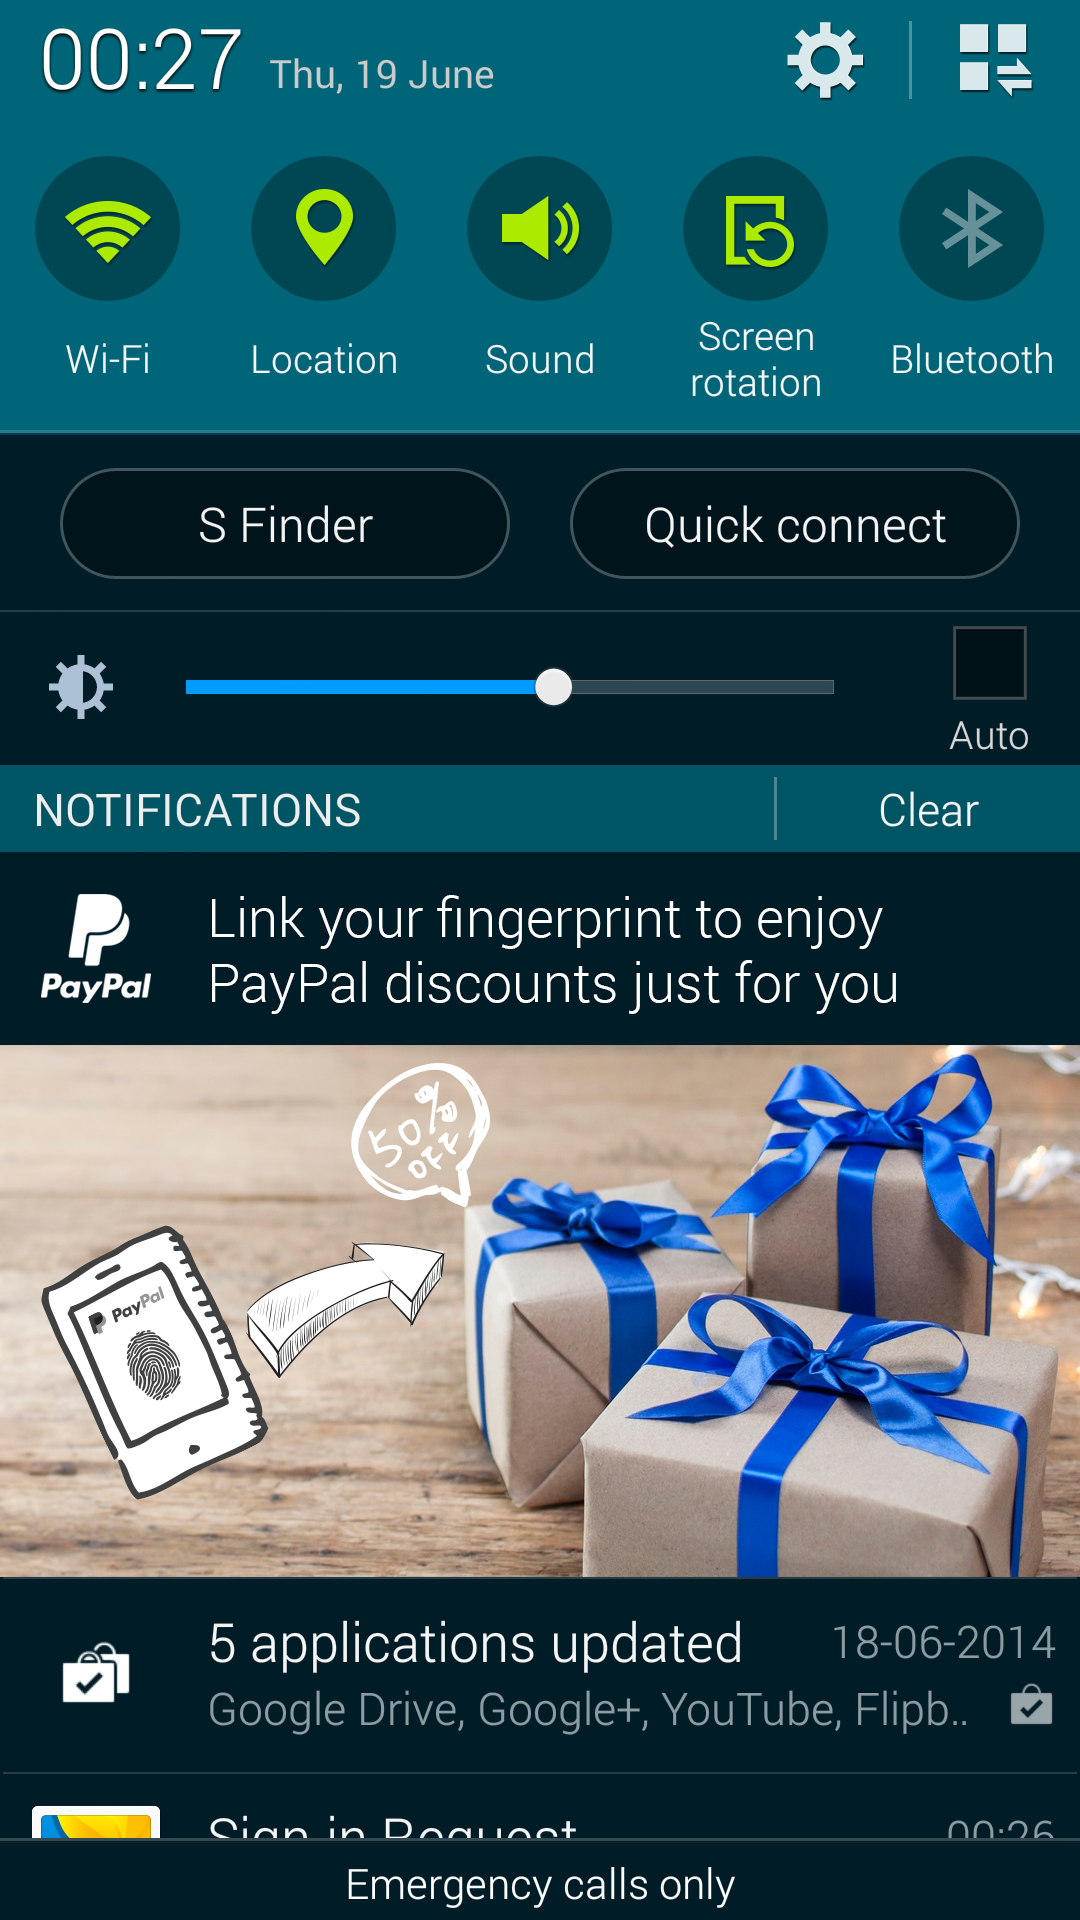 00:27 Thu, 19 June
Wi-Fi
Location
Sound
Screen
rotation
Bluetooth
S Finder
Quick connect
Auto
NOTIFICATIONS
Clear
PayPal
Link your fingerprint to enjoy
PayPal discounts just for you
50%
OFF
PayPal
5 applications updated 18-06-2014
Google Drive, Google+, YouTube, Flipb..
Sign in Request 00:26
Emergency calls only